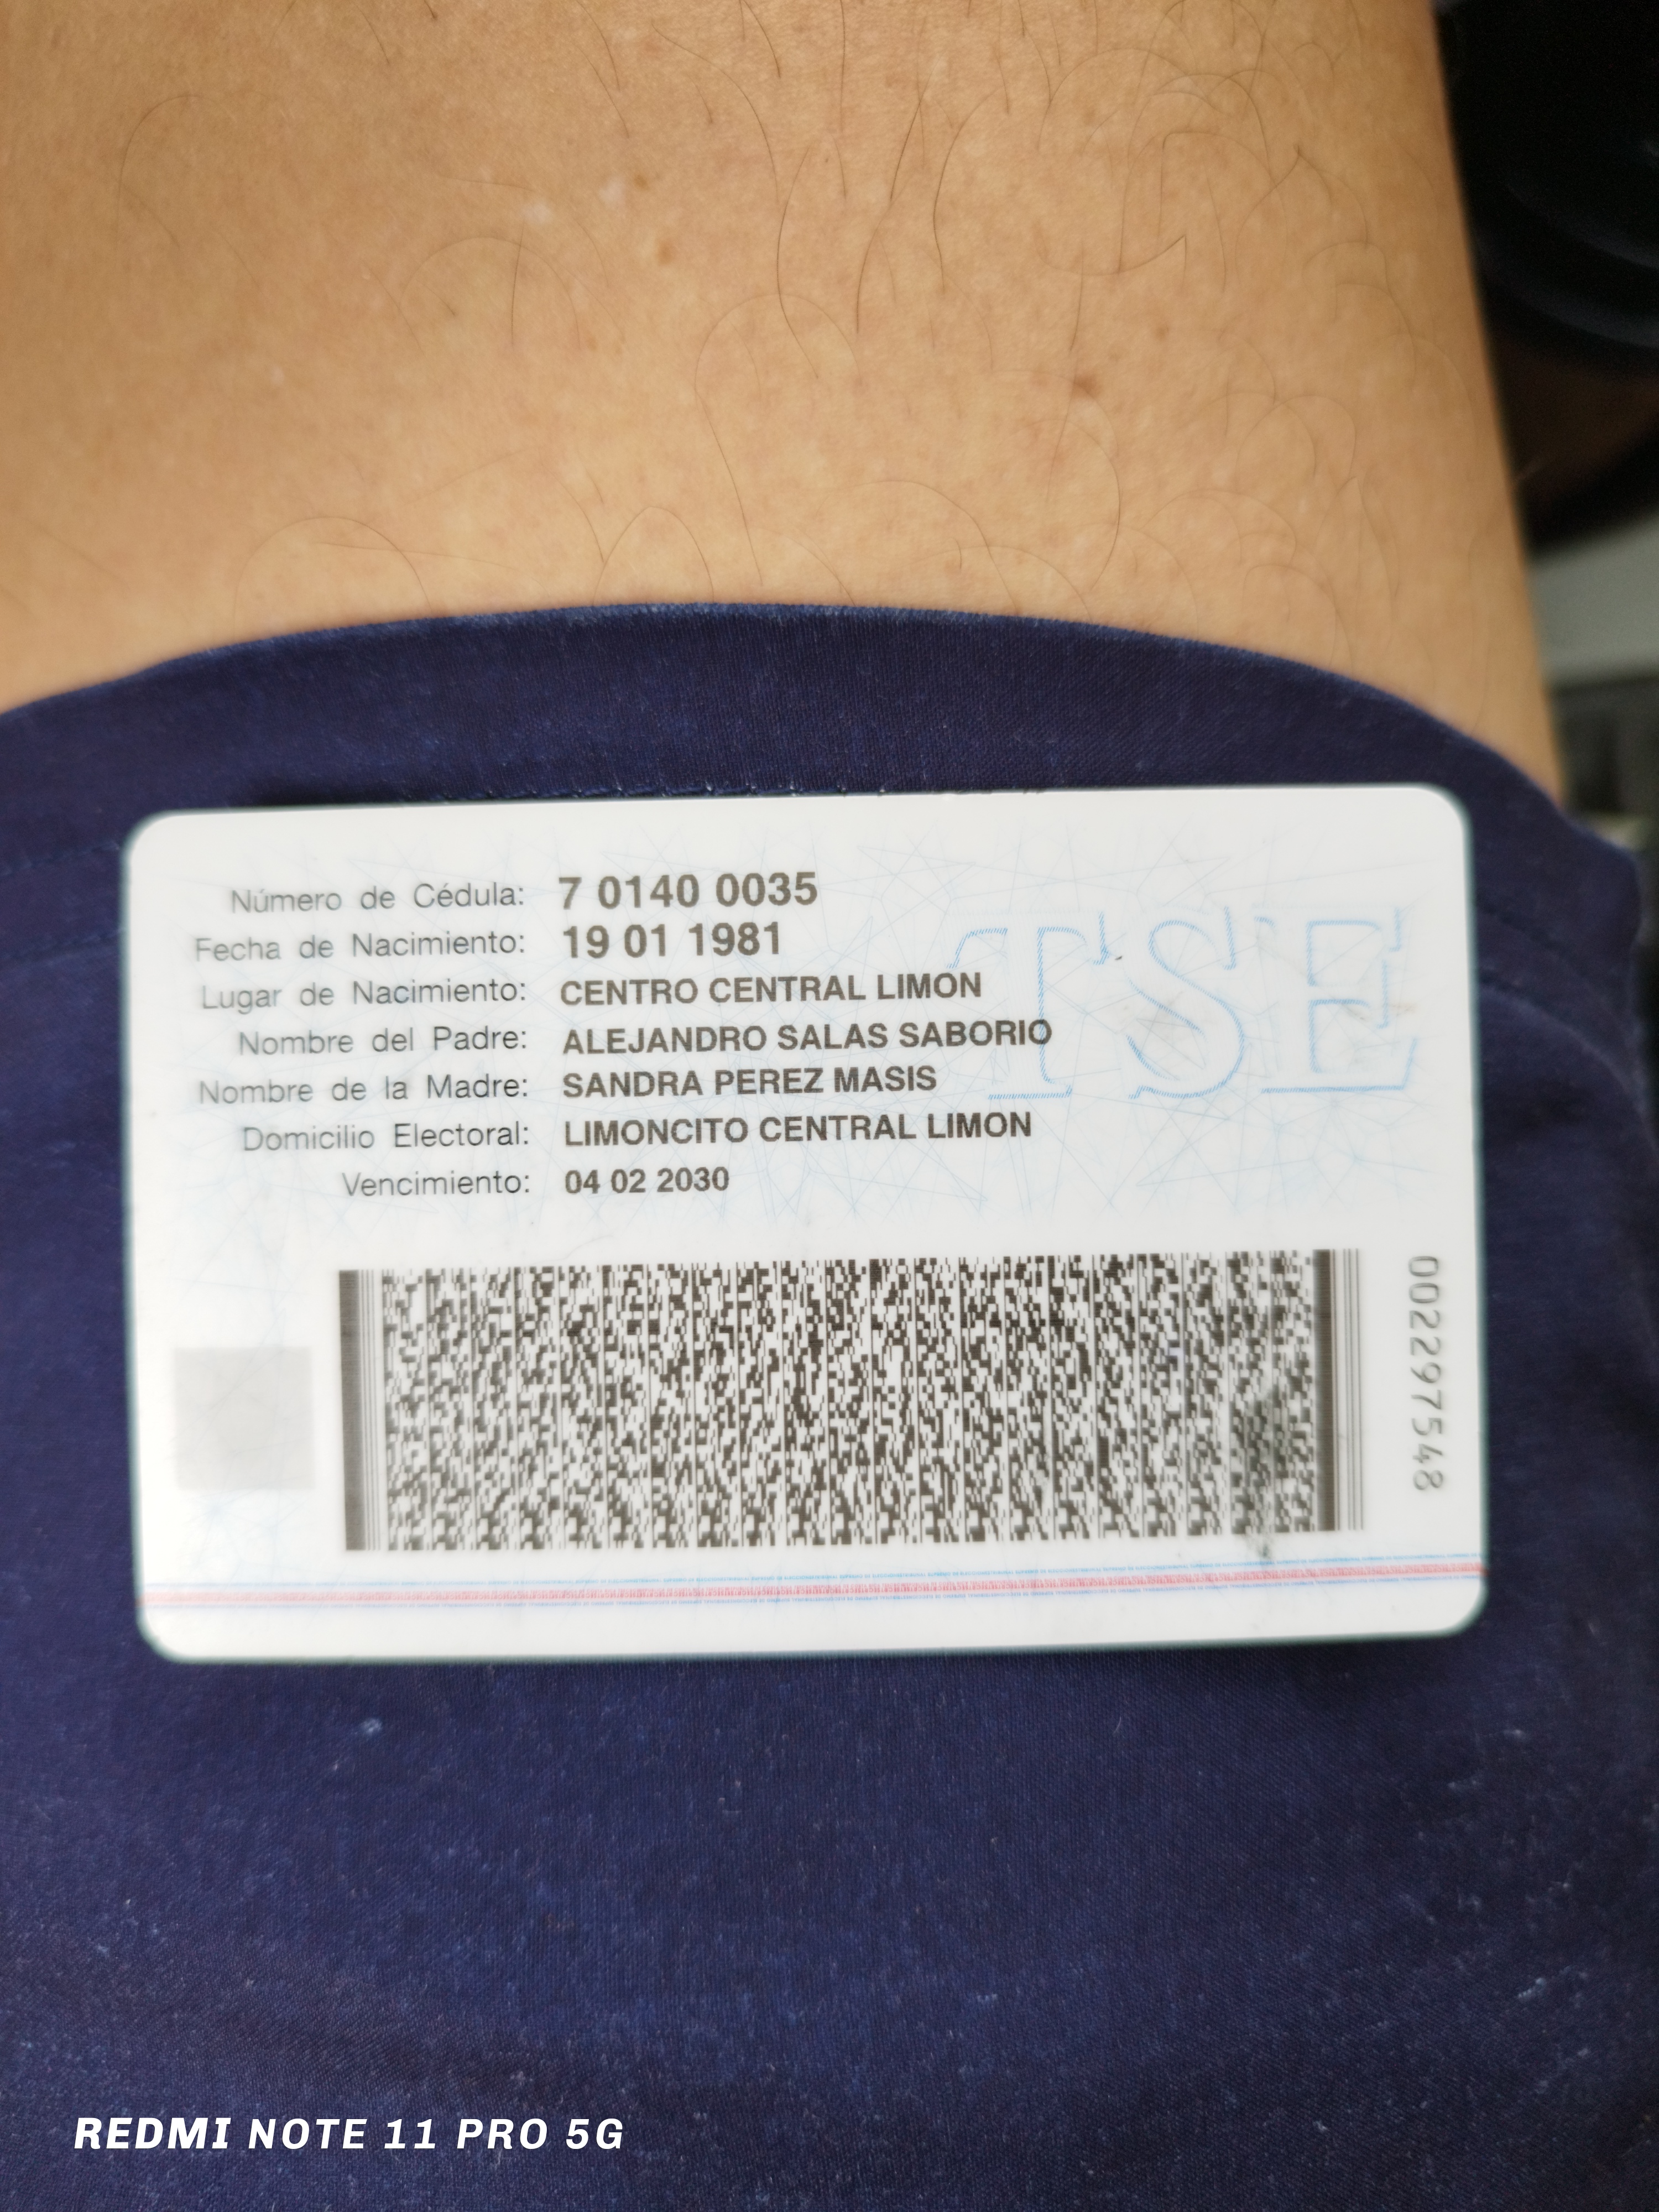 Número de Cédula: 7 0140 0035
Fecha de Nacimiento: 19 01 1981
Lugar de Nacimiento: CENTRO CENTRAL LIMON
Nombre del Padre: ALEJANDRO SALAS SABORIO
Nombre de la Madre: SANDRA PEREZ MASIS
Domicilio Electoral: LIMONCITO CENTRAL LIMON
Vencimiento: 04 02 2030
TSE
002297548
REDMI NOTE 11 PRO 5G